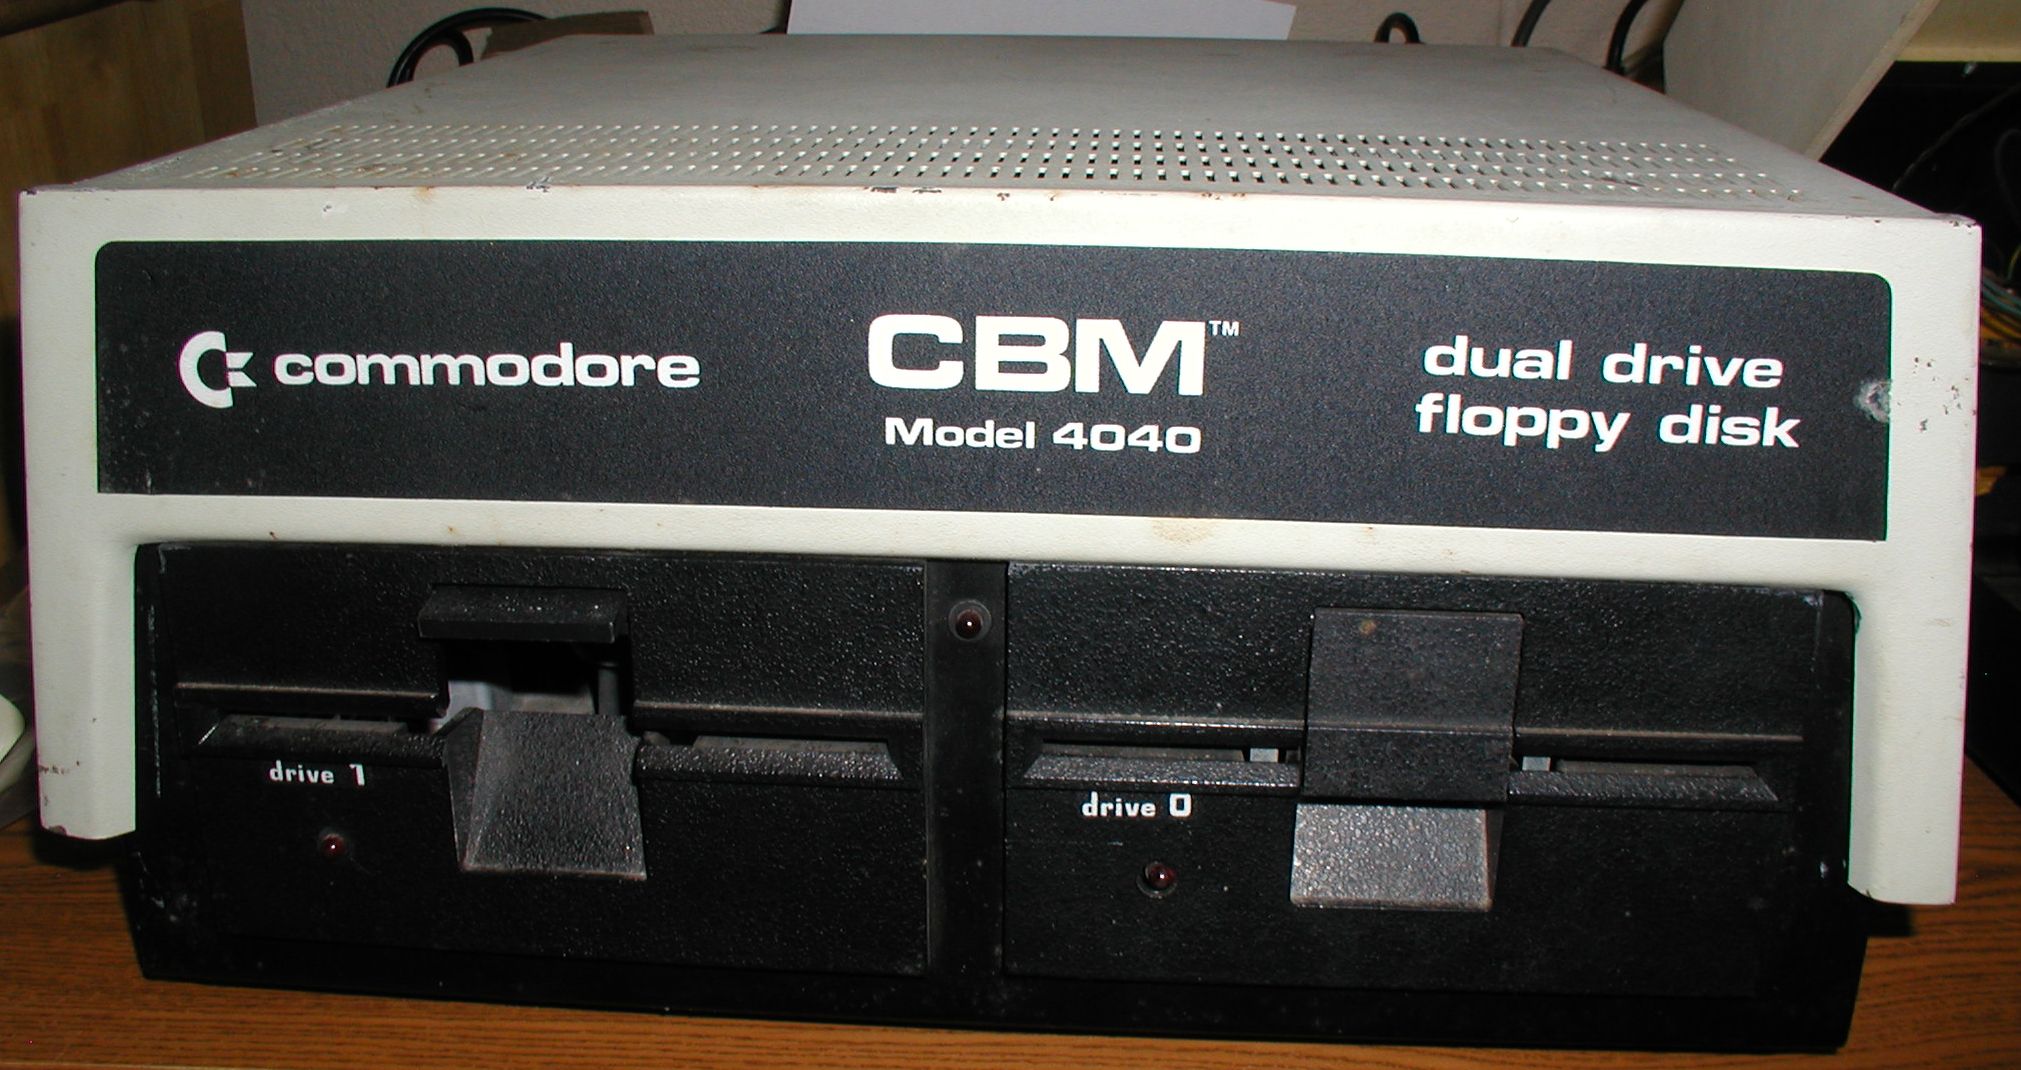 commodore
CBM™
Model 4040
dual drive
floppy disk
drive 1
drive 0